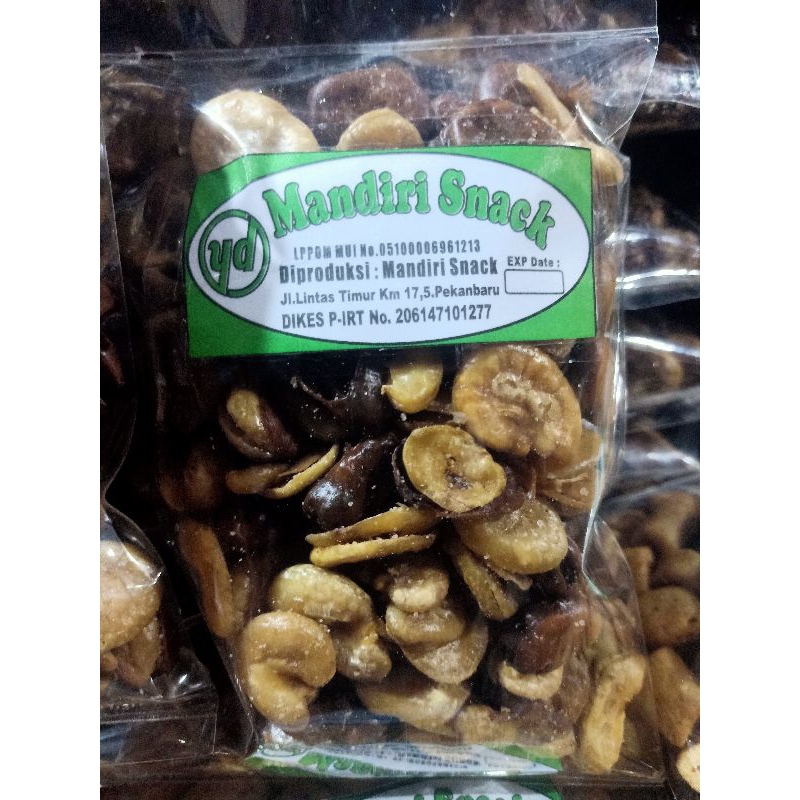 Mandiri Snack
yd
LPPOM MUI No.05100006961213
Diproduksi : Mandiri Snack
EXP Date :
Jl.Lintas Timur Km 17,5.Pekanbaru
DIKES P-IRT No. 206147101277